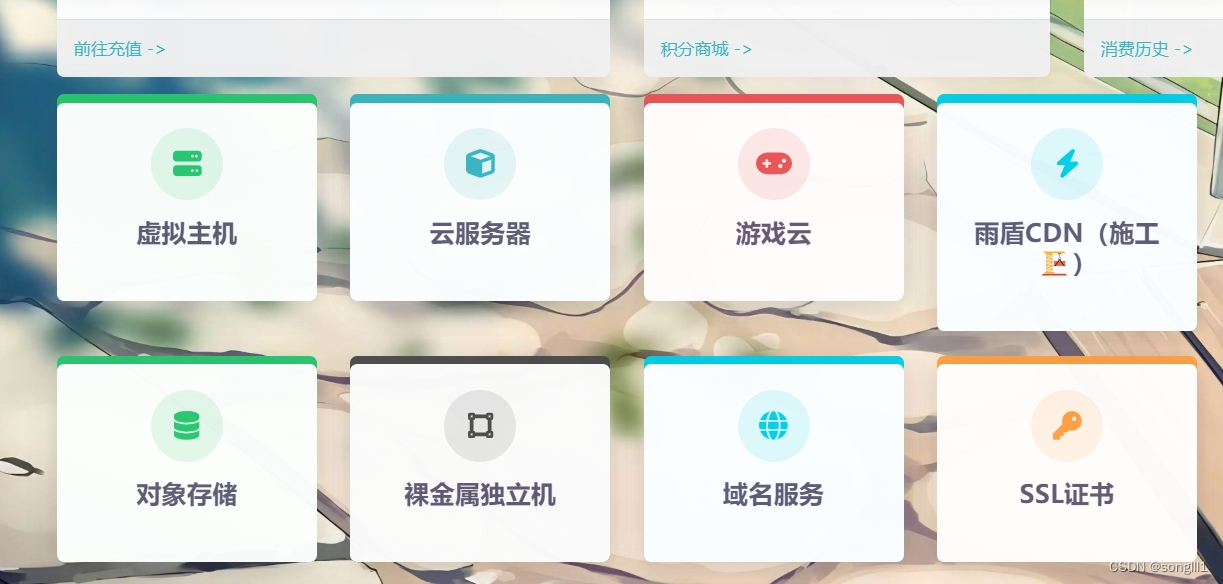 前往充值 ->
积分商城 ->
消费历史 ->
虚拟主机
云服务器
游戏云
雨盾CDN（施工
🏗️）
对象存储
裸金属独立机
域名服务
SSL证书